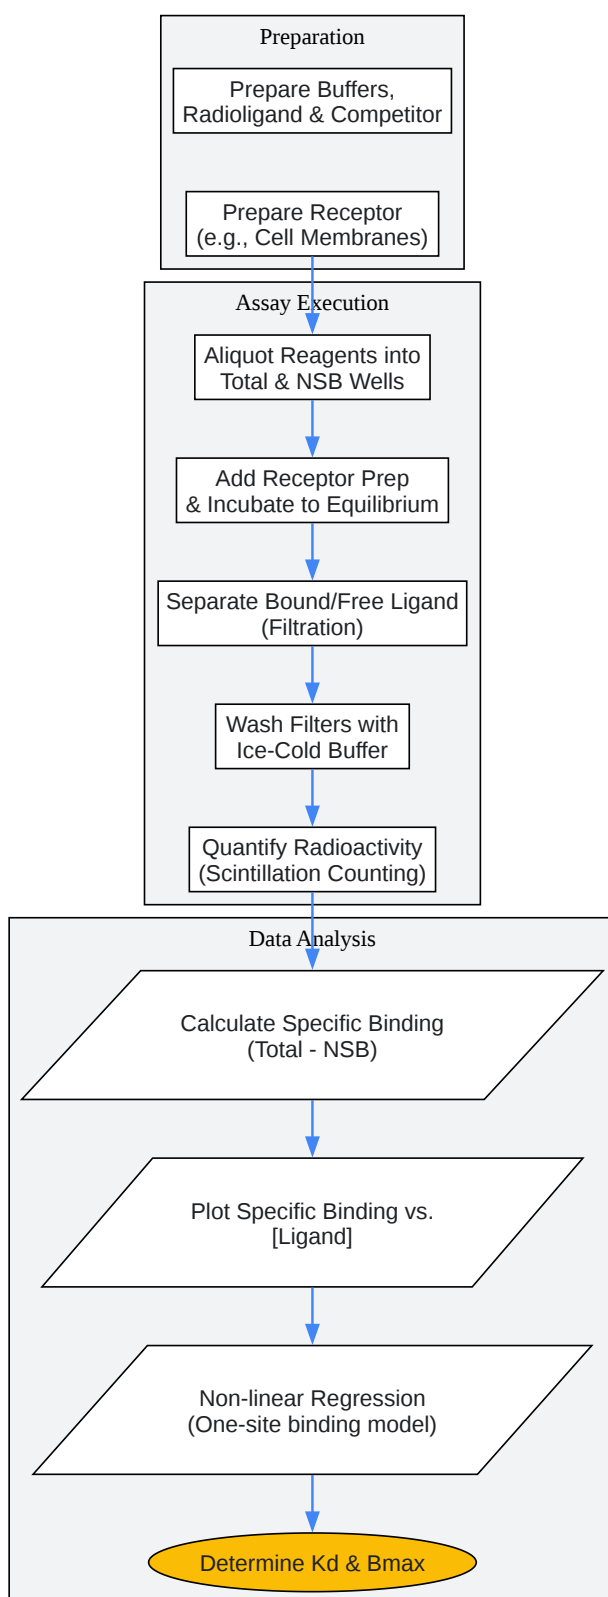 Preparation
Prepare Buffers,
Radioligand & Competitor
Prepare Receptor
(e.g., Cell Membranes)
Assay Execution
Aliquot Reagents into
Total & NSB Wells
Add Receptor Prep
& Incubate to Equilibrium
Separate Bound/Free Ligand
(Filtration)
Wash Filters with
Ice-Cold Buffer
Quantify Radioactivity
(Scintillation Counting)
Data Analysis
Calculate Specific Binding
(Total - NSB)
Plot Specific Binding vs.
[Ligand]
Non-linear Regression
(One-site binding model)
Determine Kd & Bmax